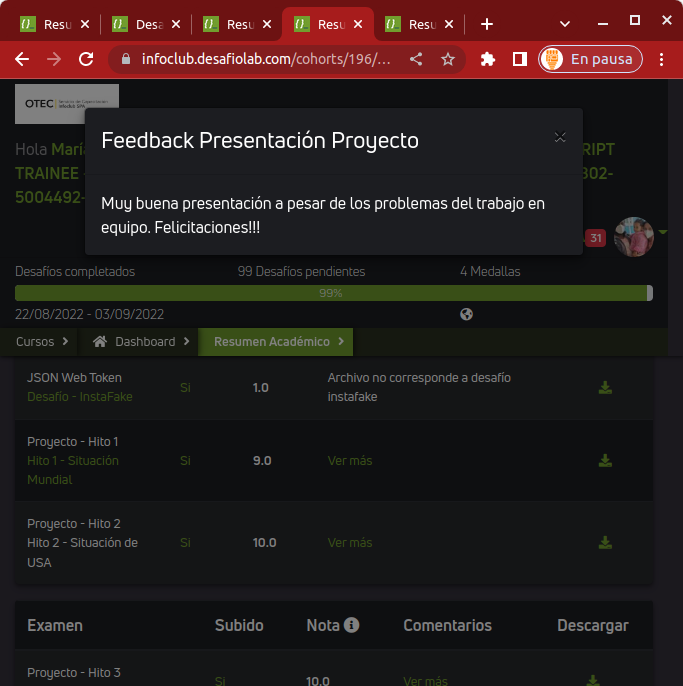 Resu
Desa
Resu
Resu
Resu
infoclub.desafiolab.com/cohorts/196/...
En pausa
OTEC
Feedback Presentación Proyecto
Hola María
RIPT
TRAINEE
302-
5004492-
Muy buena presentación a pesar de los problemas del trabajo en
equipo. Felicitaciones!!!
31
Desafíos completados
99 Desafíos pendientes
4 Medallas
99%
22/08/2022 - 03/09/2022
Cursos
Dashboard
Resumen Académico
JSON Web Token
Desafío - InstaFake
Si
1.0
Archivo no corresponde a desafío
instafake
Proyecto - Hito 1
Hito 1 - Situación
Mundial
Si
9.0
Ver más
Proyecto - Hito 2
Hito 2 - Situación de
USA
Si
10.0
Ver más
Examen
Subido
Nota
Comentarios
Descargar
Proyecto - Hito 3
Si
10.0
Ver más